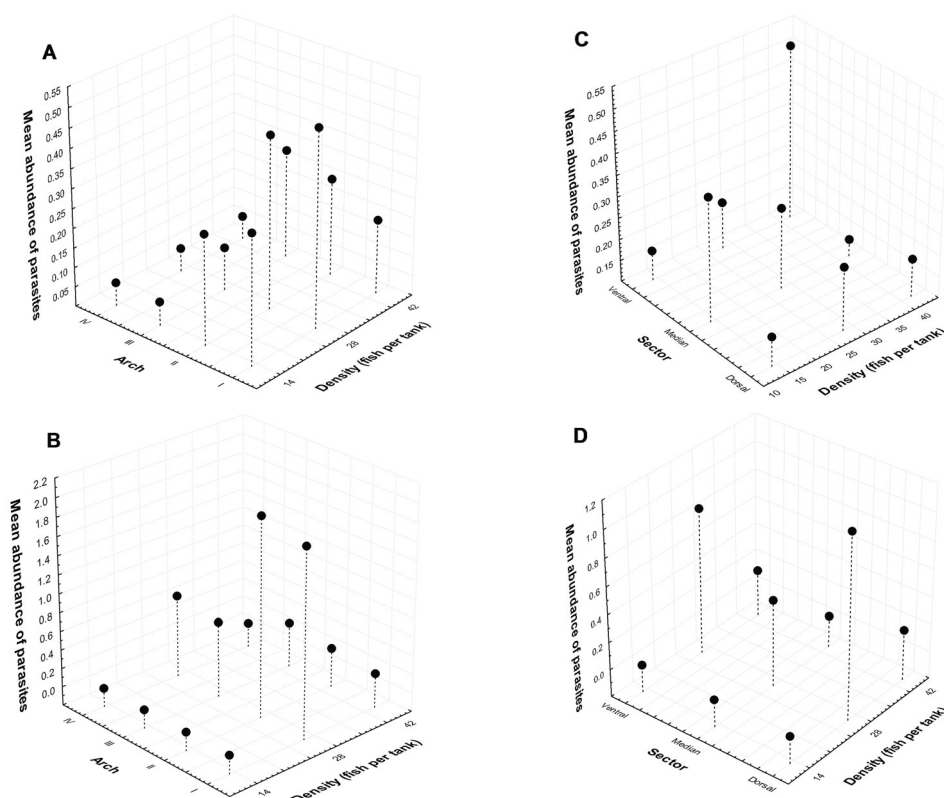 A
Mean abundance of parasites
0.55
0.50
0.45
0.40
0.35
0.30
0.25
0.20
0.15
0.10
0.05
IV
III
II
I
Arch
14
28
42
Density (fish per tank)
C
Mean abundance of parasites
0.55
0.50
0.45
0.40
0.35
0.30
0.25
0.20
0.15
Ventral
Median
Dorsal
Sector
10
15
20
25
30
35
40
Density (fish per tank)
B
Mean abundance of parasites
2.2
2.0
1.8
1.6
1.4
1.2
1.0
0.8
0.6
0.4
0.2
0.0
IV
III
II
I
Arch
14
28
42
Density (fish per tank)
D
Mean abundance of parasites
1.2
1.0
0.8
0.6
0.4
0.2
0.0
Ventral
Median
Dorsal
Sector
14
28
42
Density (fish per tank)